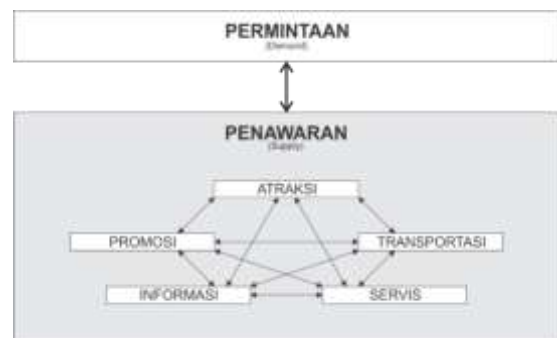 PERMINTAAN
(Demand)
PENAWARAN
(Supply)
ATRAKSI
PROMOSI
TRANSPORTASI
INFORMASI
SERVIS